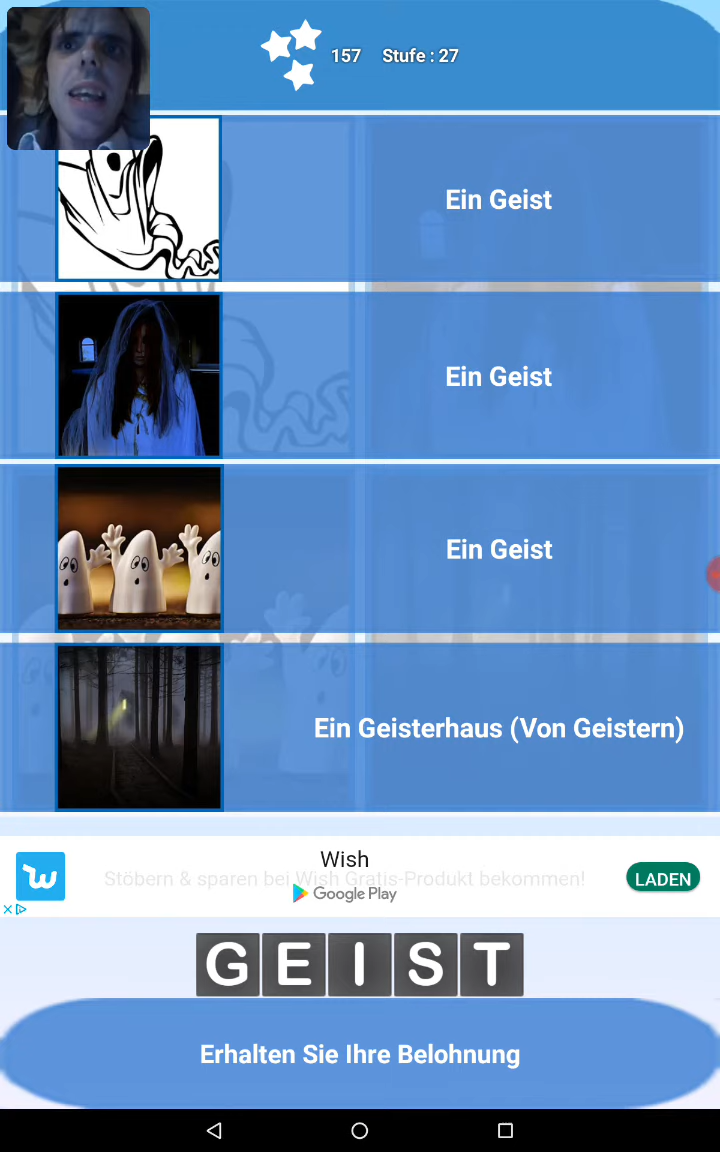 157 Stufe : 27
Ein Geist
Ein Geist
Ein Geist
Ein Geisterhaus (Von Geistern)
Wish
Stöbern & sparen bei Wish Gratis-Produkt bekommen!
Google Play
LADEN
GEIST
Erhalten Sie Ihre Belohnung